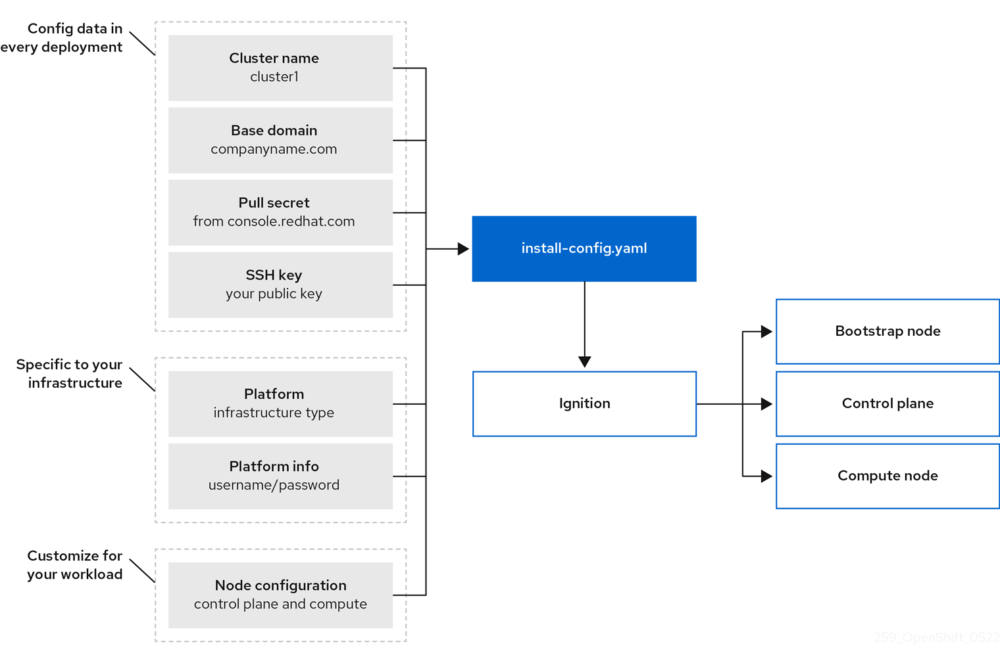 Config data in
every deployment
Cluster name
cluster1
Base domain
companyname.com
Pull secret
from console.redhat.com
SSH key
your public key
Specific to your
infrastructure
Platform
infrastructure type
Platform info
username/password
Customize for
your workload
Node configuration
control plane and compute
install-config.yaml
Ignition
Bootstrap node
Control plane
Compute node
259_OpenShift_0522